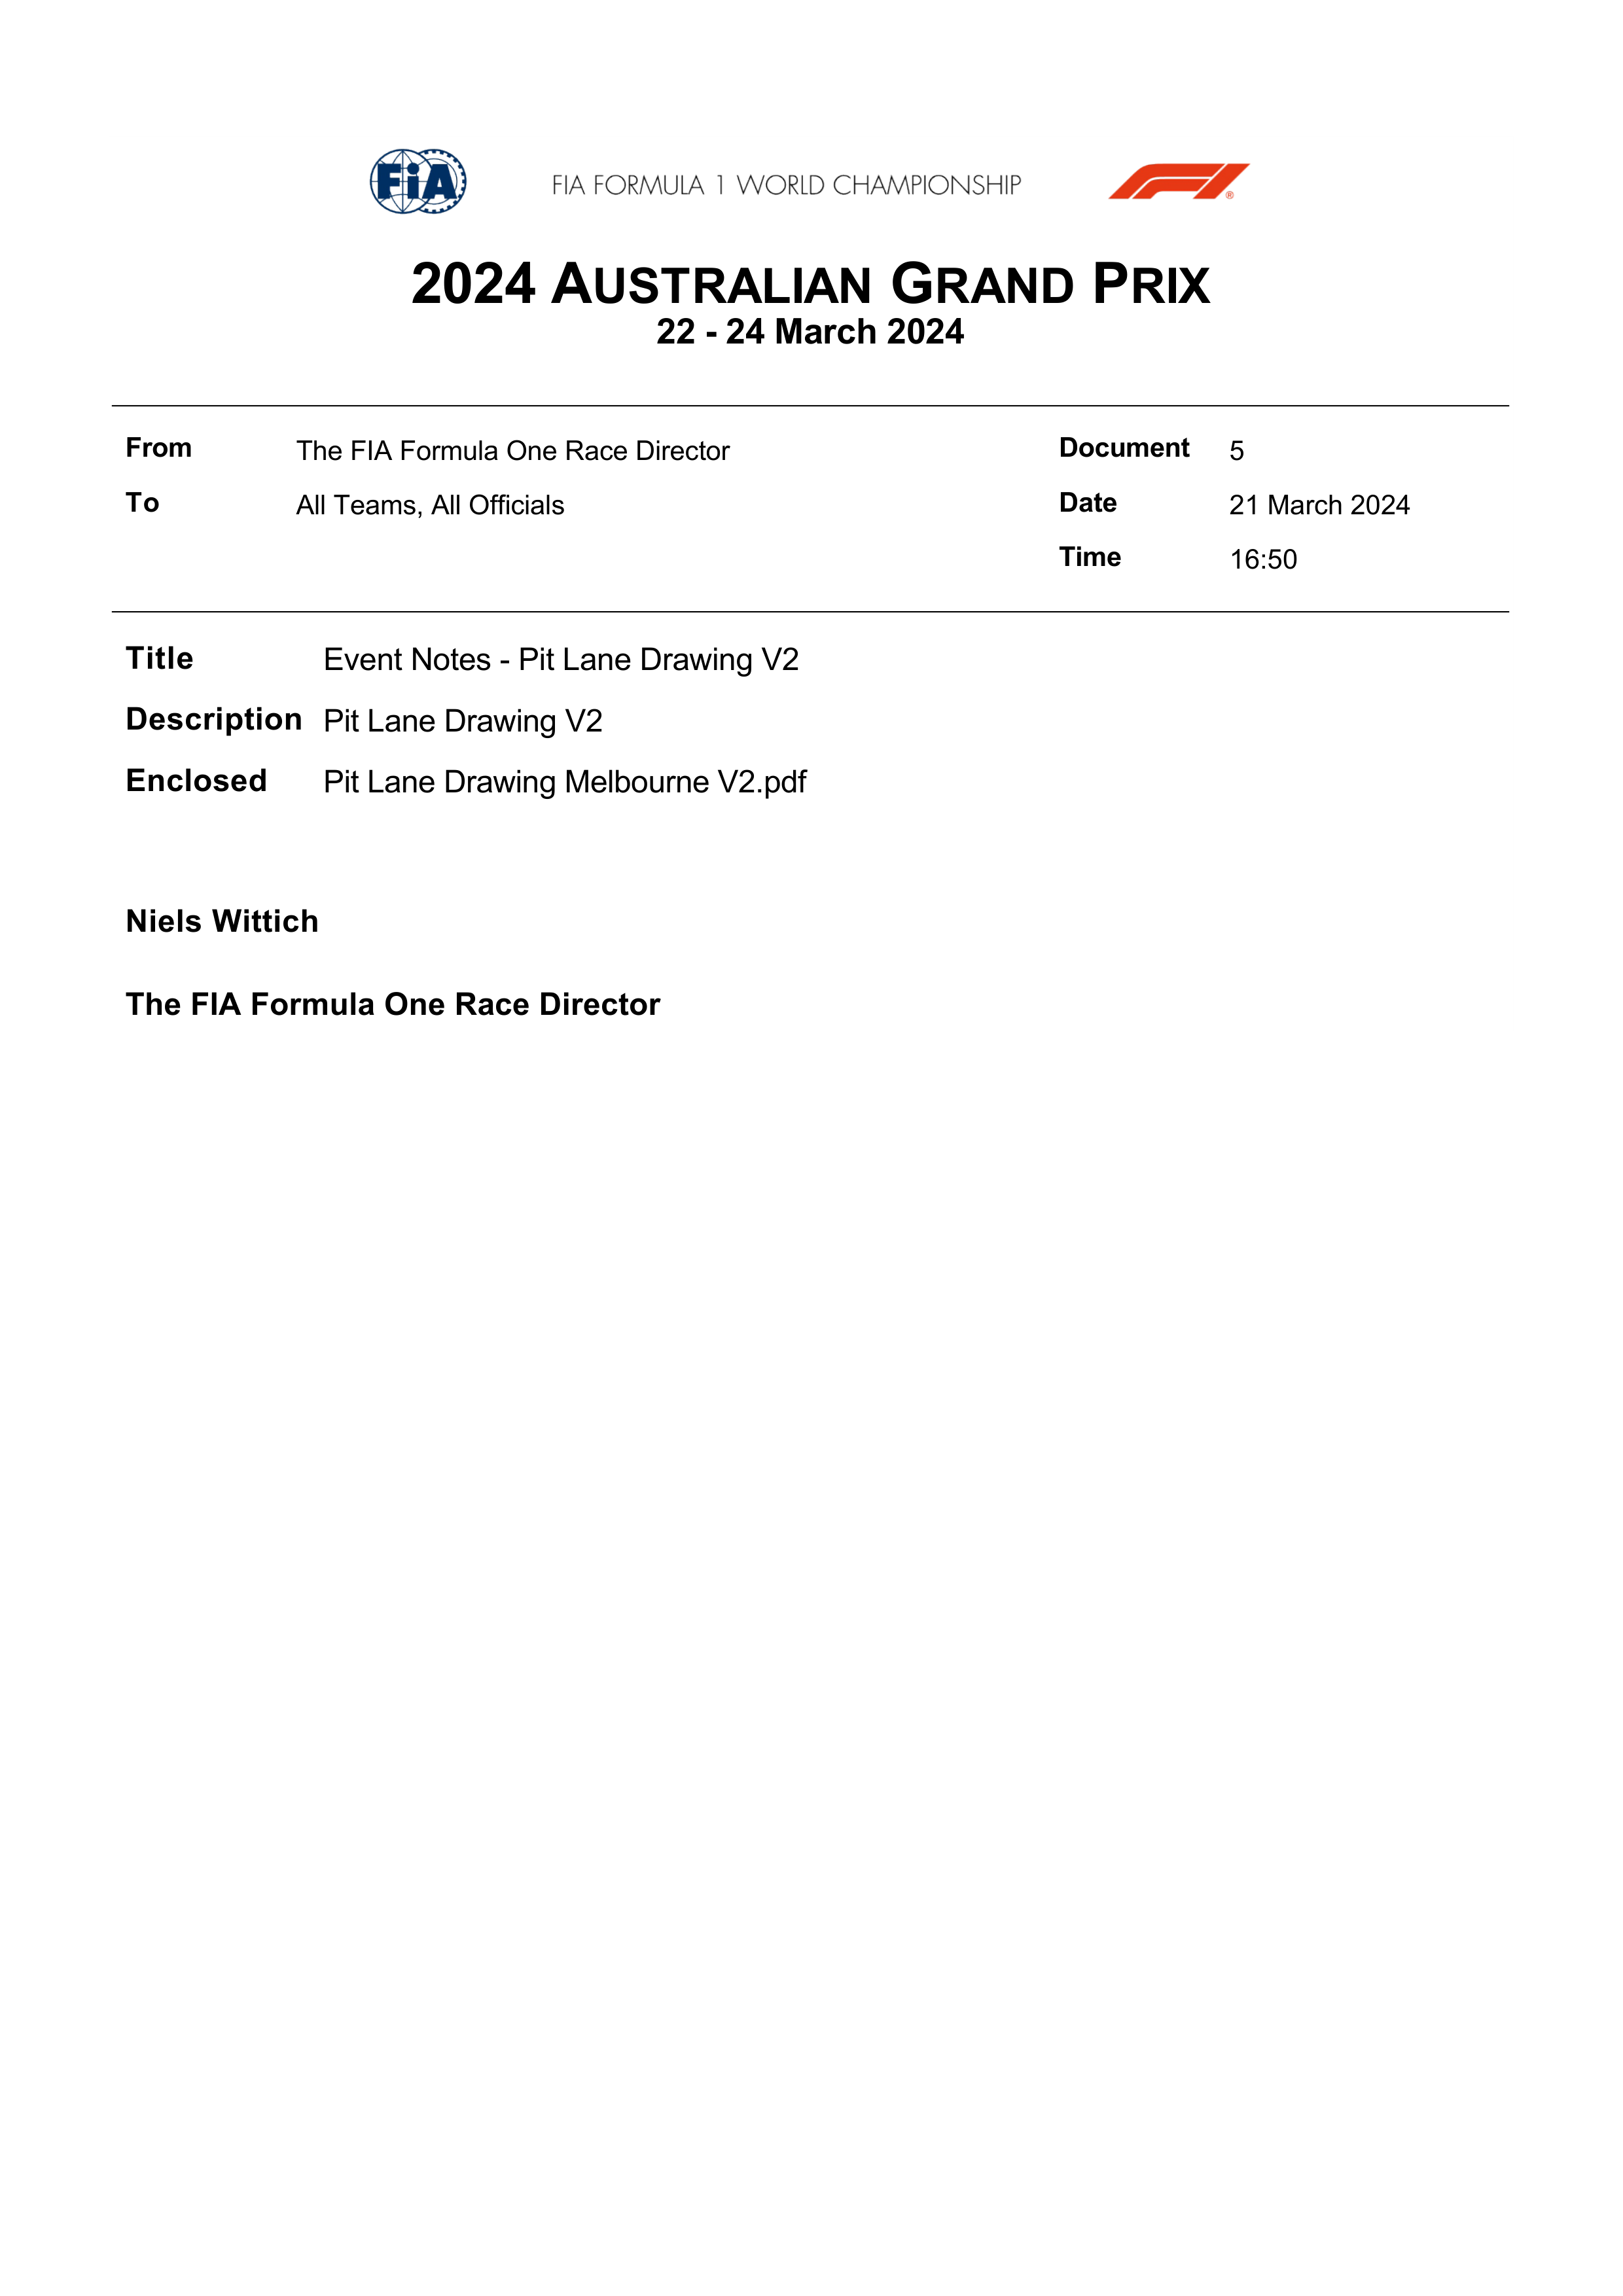 FiA FIA FORMULA 1 WORLD CHAMPIONSHIP F1 ®
2024 AUSTRALIAN GRAND PRIX
22 - 24 March 2024
From The FIA Formula One Race Director Document 5
To All Teams, All Officials Date 21 March 2024
Time 16:50
Title Event Notes - Pit Lane Drawing V2
Description Pit Lane Drawing V2
Enclosed Pit Lane Drawing Melbourne V2.pdf
Niels Wittich
The FIA Formula One Race Director